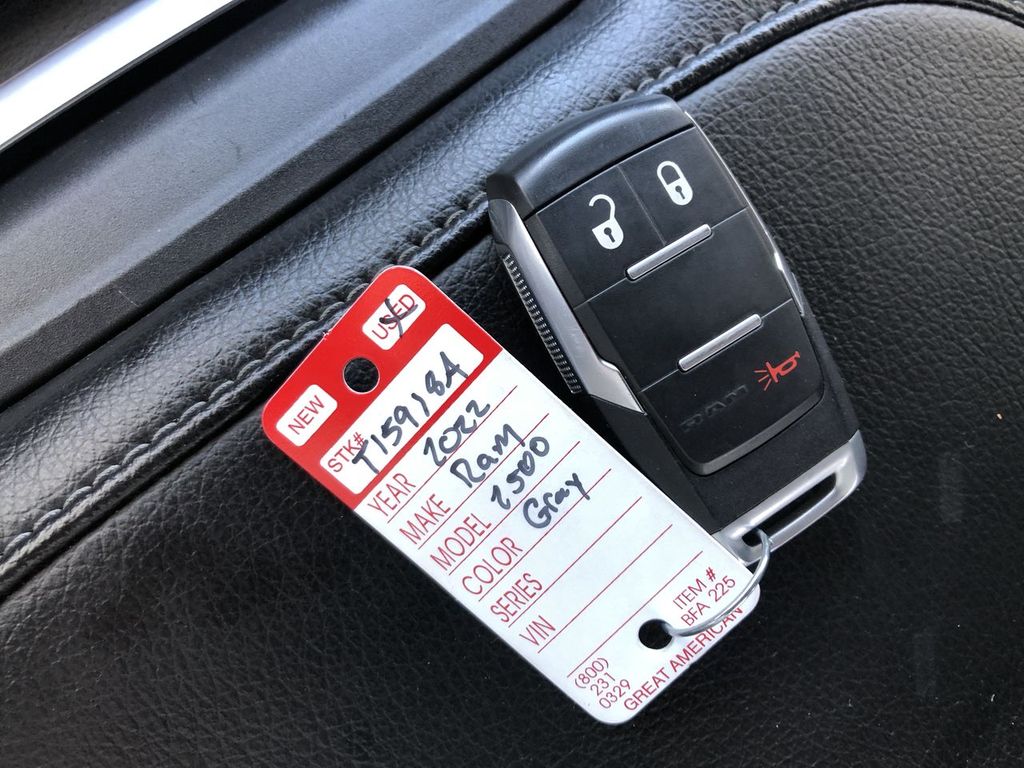 NEW USED
STK# T15918A
YEAR 2022
MAKE Ram
MODEL 2500
COLOR Gray
SERIES
VIN
(800)
231
0329
ITEM #
BFA 225
GREAT AMERICAN
RAM